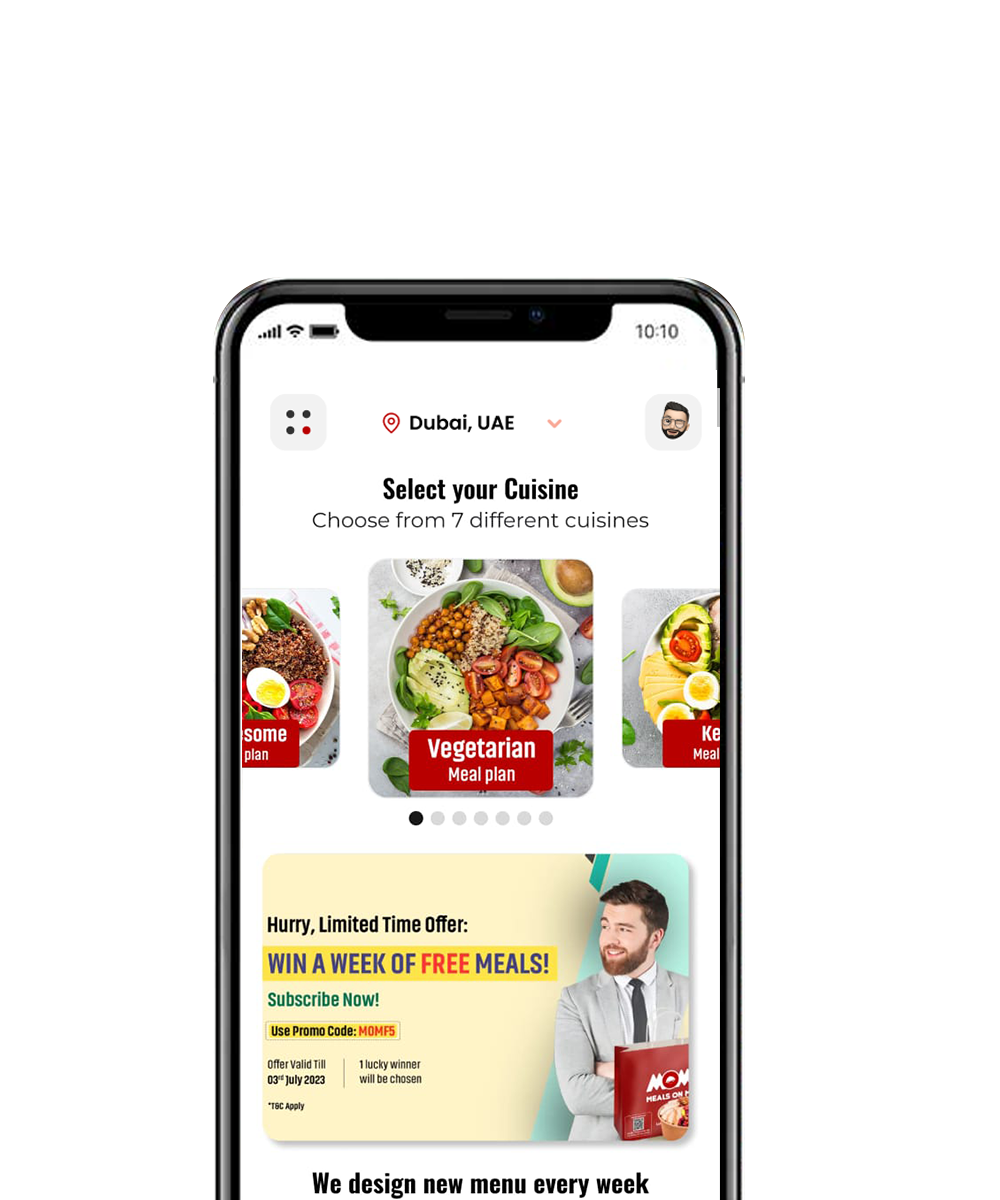 10:10
Dubai, UAE
Select your Cuisine
Choose from 7 different cuisines
Vegetarian
Meal plan
plan
Meal
Hurry, Limited Time Offer:
WIN A WEEK OF FREE MEALS!
Subscribe Now!
Use Promo Code: MOMF5
Offer Valid Till
03rd July 2023
1 lucky winner
will be chosen
*T&C Apply
MOM
MEALS ON
We design new menu every week